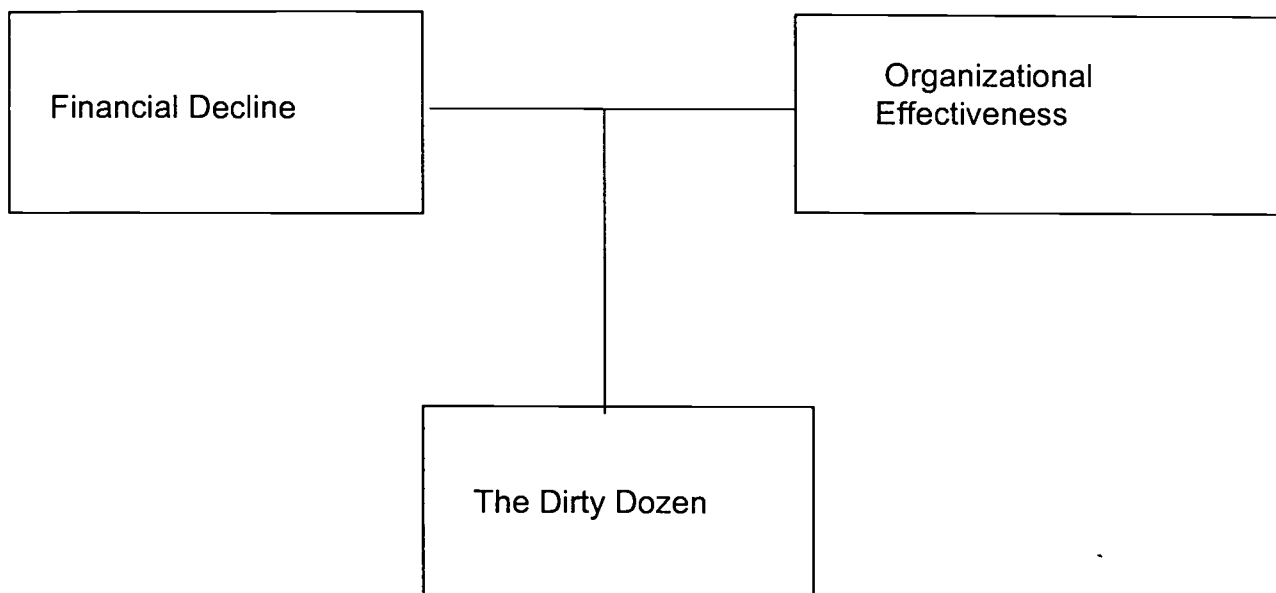 Financial Decline
Organizational
Effectiveness
The Dirty Dozen